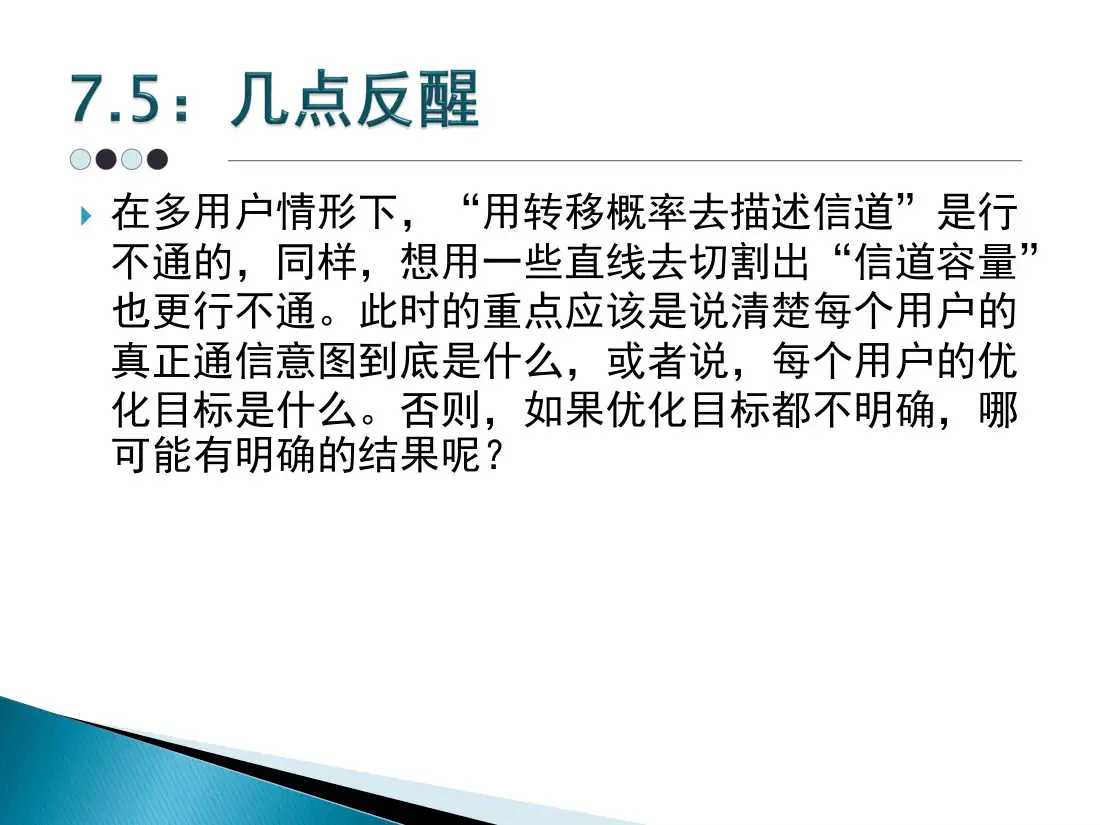 7.5：几点反醒
在多用户情形下，“用转移概率去描述信道”是行
不通的，同样，想用一些直线去切割出“信道容量”
也更行不通。此时的重点应该是说清楚每个用户的
真正通信意图到底是什么，或者说，每个用户的优
化目标是什么。否则，如果优化目标都不明确，哪
可能有明确的结果呢？